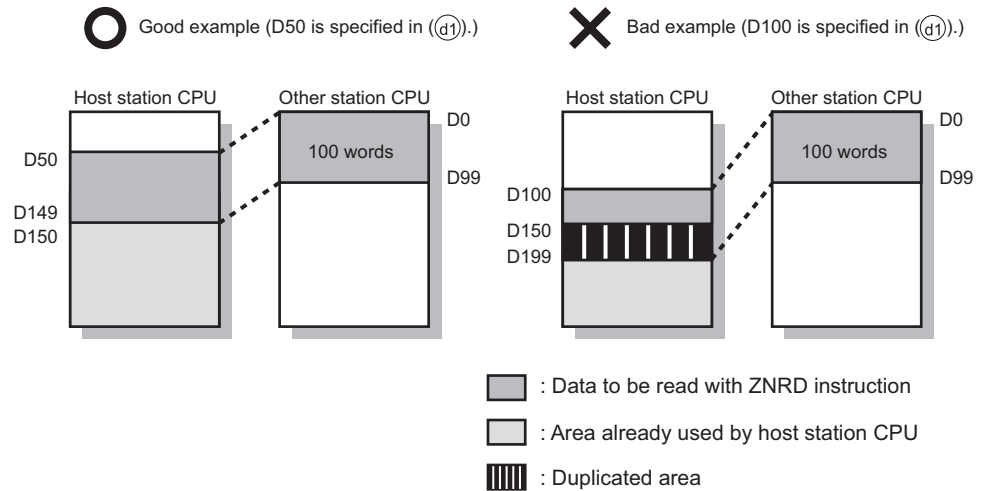 Good example (D50 is specified in (d1).)
Host station CPU
Other station CPU
D50
D149
D150
100 words
D0
D99
Bad example (D100 is specified in (d1).)
Host station CPU
Other station CPU
D100
D150
D199
100 words
D0
D99
: Data to be read with ZNRD instruction
: Area already used by host station CPU
: Duplicated area